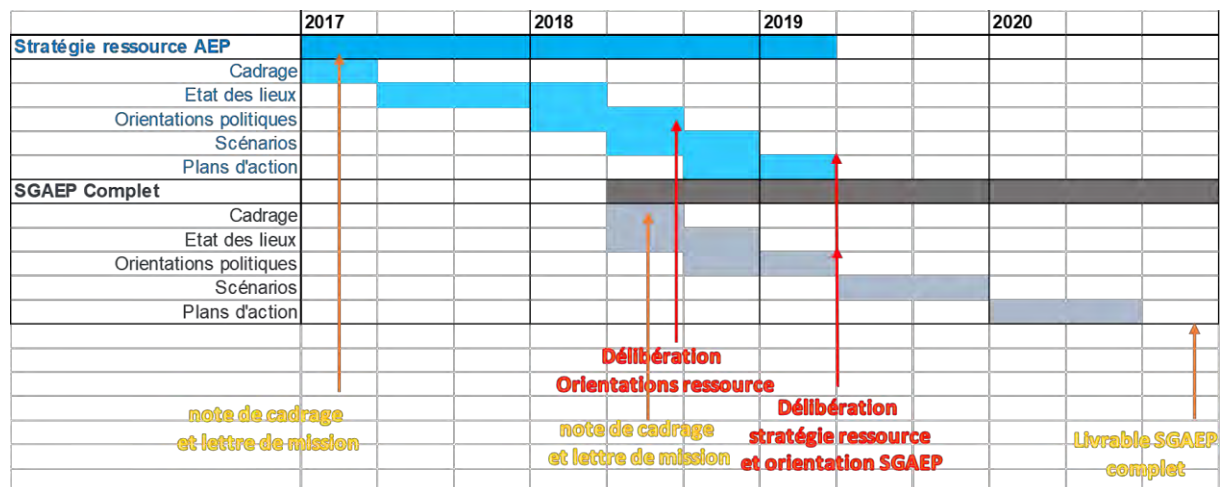 2017 2018 2019 2020
Stratégie ressource AEP
Cadrage
Etat des lieux
Orientations politiques
Scénarios
Plans d'action
SGAEP Complet
Cadrage
Etat des lieux
Orientations politiques
Scénarios
Plans d'action
Délibération
Orientations ressource
note de cadrage
et lettre de mission
note de cadrage
et lettre de mission
Délibération
stratégie ressource
et orientation SGAEP
Livrable SGAEP
complet